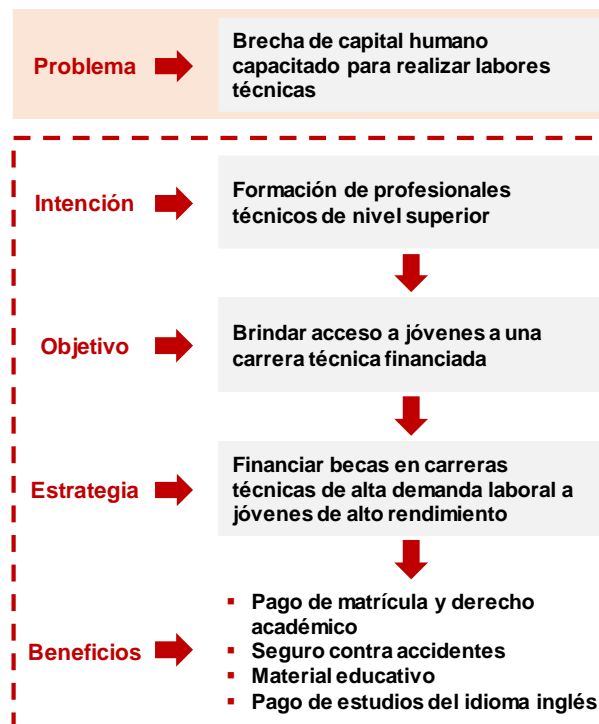 Problema
Brecha de capital humano
capacitado para realizar labores
técnicas
Intención
Formación de profesionales
técnicos de nivel superior
Objetivo
Brindar acceso a jóvenes a una
carrera técnica financiada
Estrategia
Financiar becas en carreras
técnicas de alta demanda laboral a
jóvenes de alto rendimiento
Beneficios
▪ Pago de matrícula y derecho
académico
▪ Seguro contra accidentes
▪ Material educativo
▪ Pago de estudios del idioma inglés